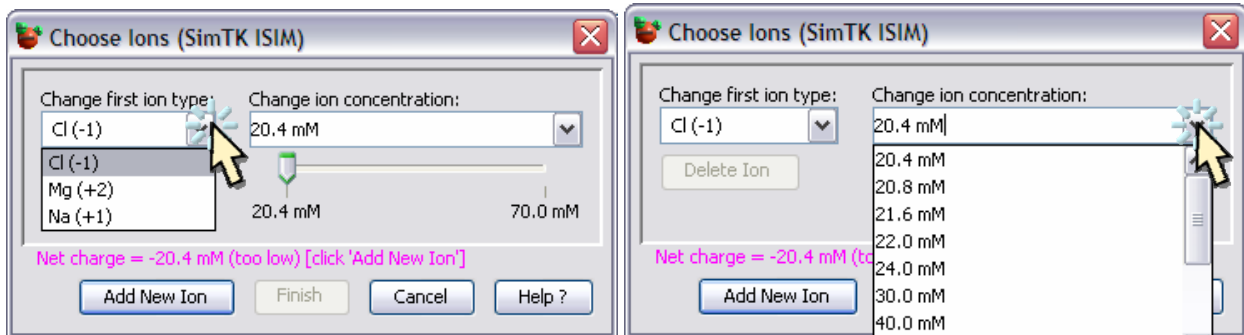 Choose Ions (SimTK ISIM)
Change first ion type: Change ion concentration:
Cl (-1) 20.4 mM
Cl (-1)
Mg (+2)
Na (+1)
20.4 mM 70.0 mM
Net charge = -20.4 mM (too low) [click 'Add New Ion']
Add New Ion Finish Cancel Help ?
Choose Ions (SimTK ISIM)
Change first ion type: Change ion concentration:
Cl (-1) 20.4 mM
Delete Ion
20.4 mM
20.8 mM
21.6 mM
22.0 mM
24.0 mM
30.0 mM
40.0 mM
Net charge = -20.4 mM (to
Add New Ion